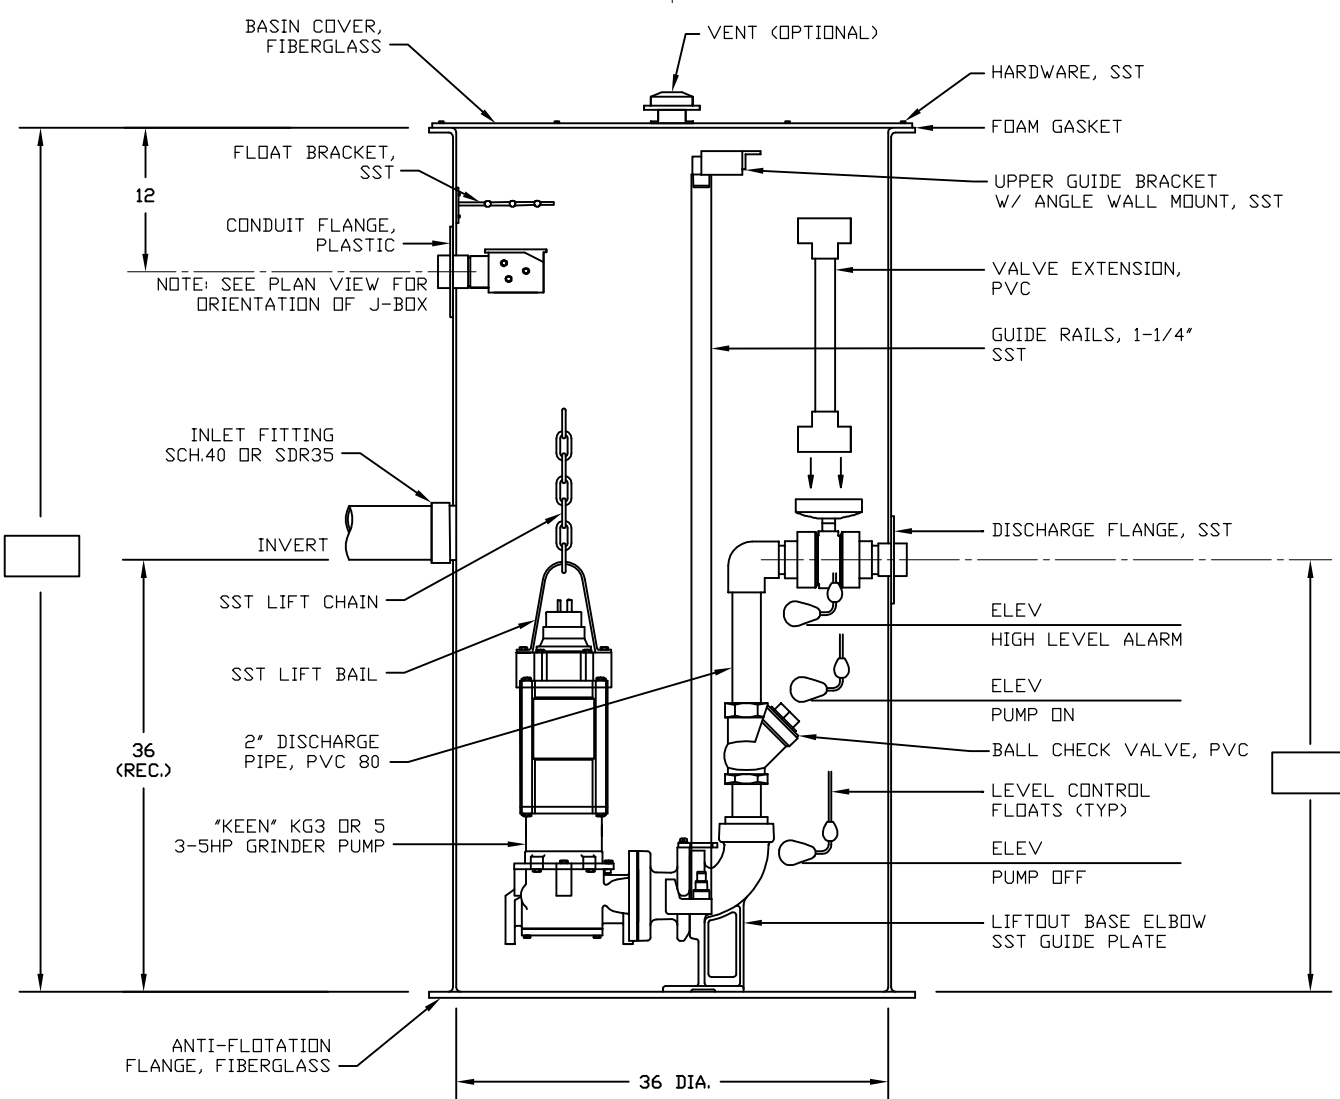 BASIN COVER,
FIBERGLASS
VENT (OPTIONAL)
HARDWARE, SST
FOAM GASKET
FLOAT BRACKET,
SST
12
UPPER GUIDE BRACKET
W/ ANGLE WALL MOUNT, SST
CONDUIT FLANGE,
PLASTIC
NOTE: SEE PLAN VIEW FOR
ORIENTATION OF J-BOX
VALVE EXTENSION,
PVC
GUIDE RAILS, 1-1/4"
SST
INLET FITTING
SCH.40 OR SDR35
INVERT
DISCHARGE FLANGE, SST
SST LIFT CHAIN
ELEV
HIGH LEVEL ALARM
SST LIFT BAIL
ELEV
PUMP ON
2" DISCHARGE
PIPE, PVC 80
BALL CHECK VALVE, PVC
36
(REC.)
LEVEL CONTROL
FLOATS (TYP)
"KEEN" KG3 OR 5
3-5HP GRINDER PUMP
ELEV
PUMP OFF
LIFTOUT BASE ELBOW
SST GUIDE PLATE
ANTI-FLOTATION
FLANGE, FIBERGLASS
36 DIA.